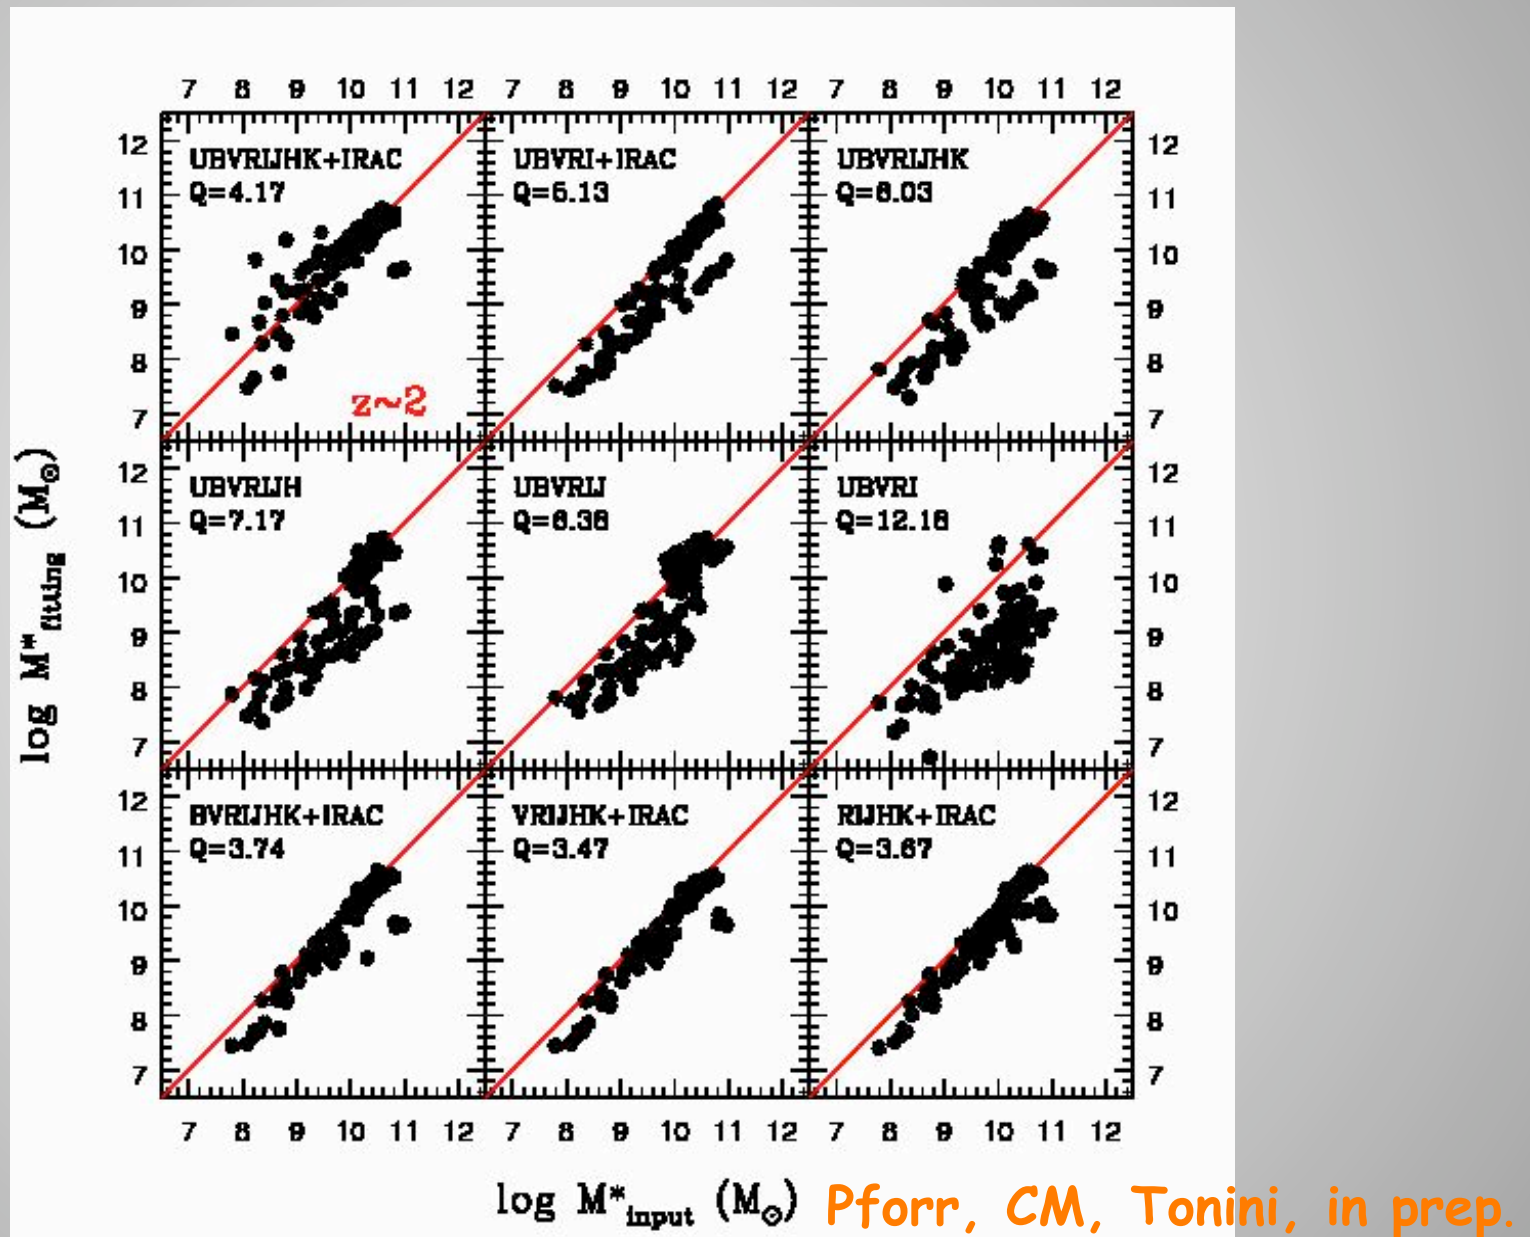 7 8 9 10 11 12 7 8 9 10 11 12 7 8 9 10 11 12
UBVRIJHK+IRAC
Q=4.17
z~2
UBVRI+IRAC
Q=5.13
UBVRIJHK
Q=6.03
12
11
10
9
8
7
12
11
10
9
8
7
UBVRIJH
Q=7.17
UBVRIJ
Q=6.36
UBVRI
Q=12.16
12
11
10
9
8
7
12
11
10
9
8
7
BVRIJHK+IRAC
Q=3.74
VRIJHK+IRAC
Q=3.47
RIJHK+IRAC
Q=3.67
12
11
10
9
8
7
12
11
10
9
8
7
log M*fitting (M⊙)
7 8 9 10 11 12 7 8 9 10 11 12 7 8 9 10 11 12
log M*input (M⊙)
Pforr, CM, Tonini, in prep.